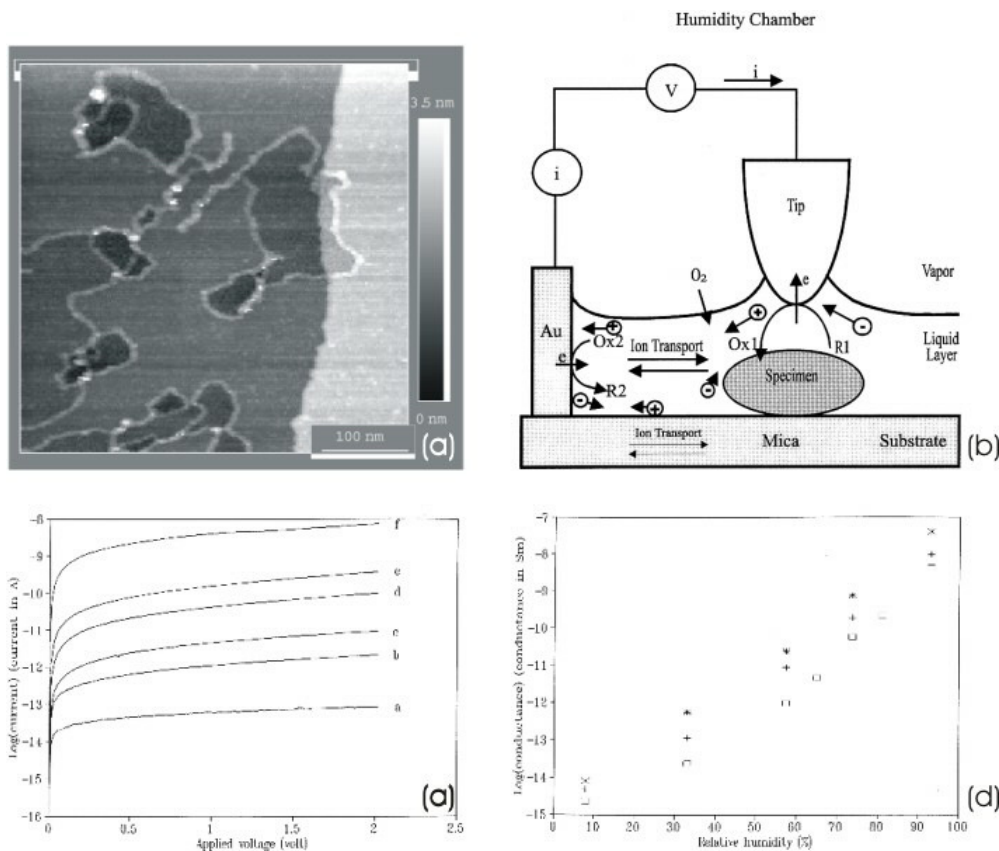 3.5 nm
0 nm
100 nm
(a)
Humidity Chamber
V
i
i
Tip
e
O₂
Vapor
Au
Ox2
Ion Transport
Ox1
R1
Liquid
Layer
e
R2
Specimen
Ion Transport
Mica
Substrate
(b)
Log(current) (current in A)
-8
-9
-10
-11
-12
-13
-14
-15
-16
f
e
d
c
b
a
0
0.5
1
1.5
2
2.5
Applied voltage (volt)
(a)
Log(conductance) (conductance in Sm)
-7
-8
-9
-10
-11
-12
-13
-14
-15
0
10
20
30
40
50
60
70
80
90
100
Relative humidity (%)
(d)